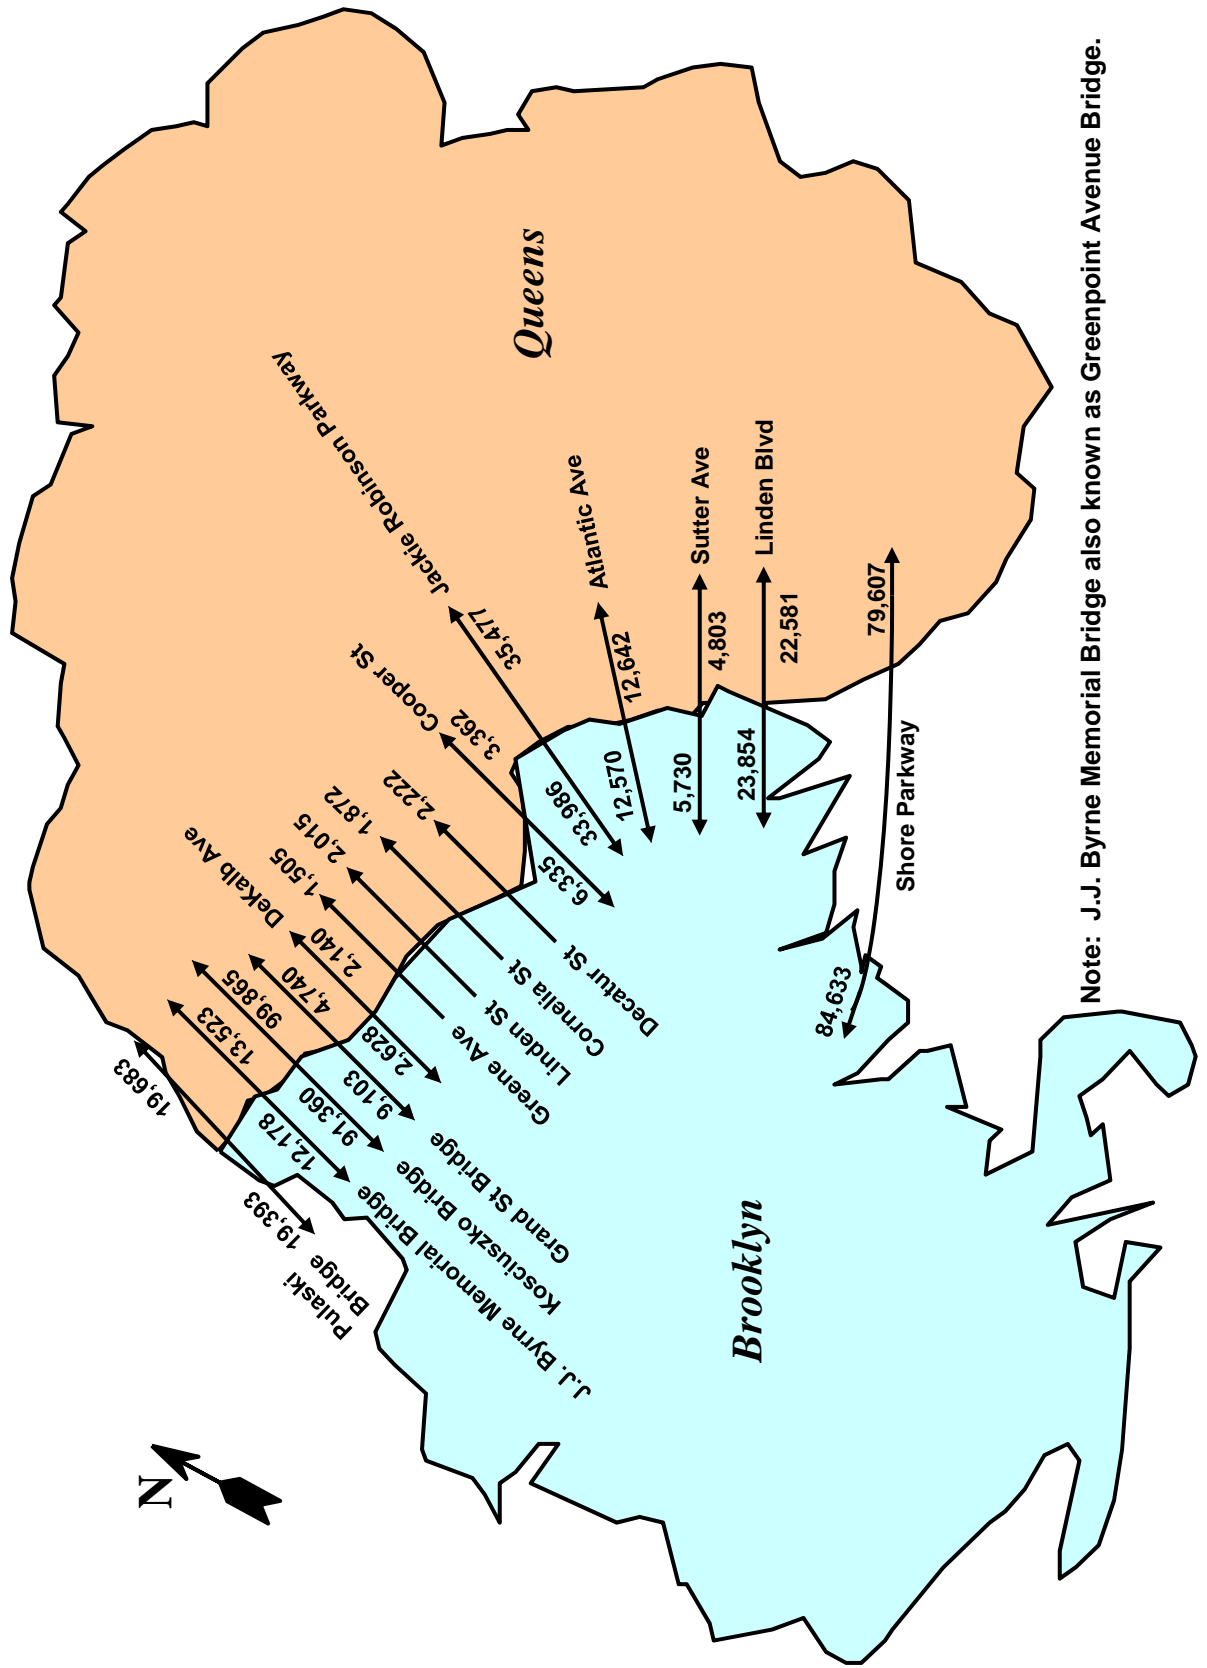 N
Queens
Brooklyn
Pulaski
Bridge
19,683
19,393
J.J. Byrne Memorial Bridge
13,523
12,178
Kosciuszko Bridge
99,865
91,360
Grand St Bridge
4,740
9,103
DeKalb Ave
2,140
2,628
Greene Ave
1,505
Linden St
2,015
Cornelia St
1,872
Decatur St
2,222
Cooper St
3,362
6,335
Jackie Robinson Parkway
35,477
33,986
Atlantic Ave
12,642
12,570
Sutter Ave
4,803
5,730
Linden Blvd
22,581
23,854
Shore Parkway
79,607
84,633
Note: J.J. Byrne Memorial Bridge also known as Greenpoint Avenue Bridge.